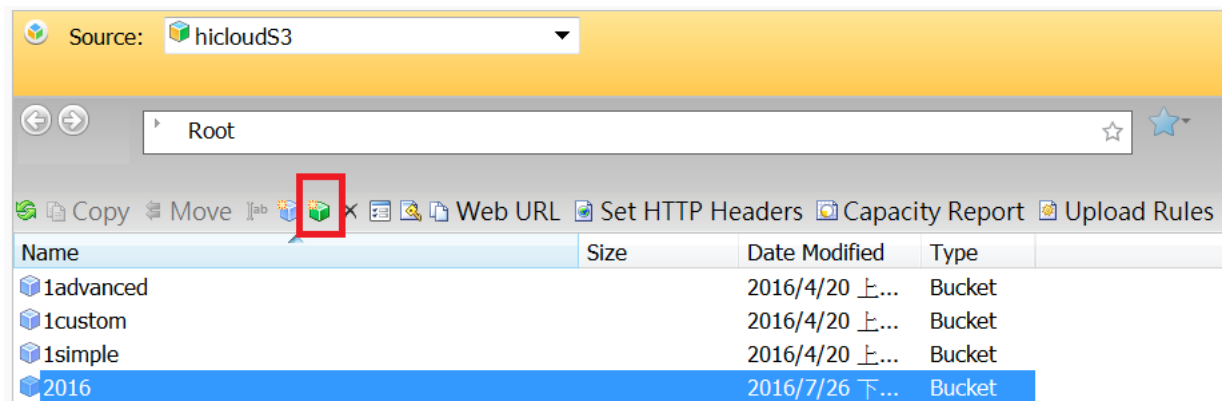 Source: hicloudS3
Root
Copy Move Web URL Set HTTP Headers Capacity Report Upload Rules
Name Size Date Modified Type
1advanced 2016/4/20 上... Bucket
1custom 2016/4/20 上... Bucket
1simple 2016/4/20 上... Bucket
2016 2016/7/26 下... Bucket